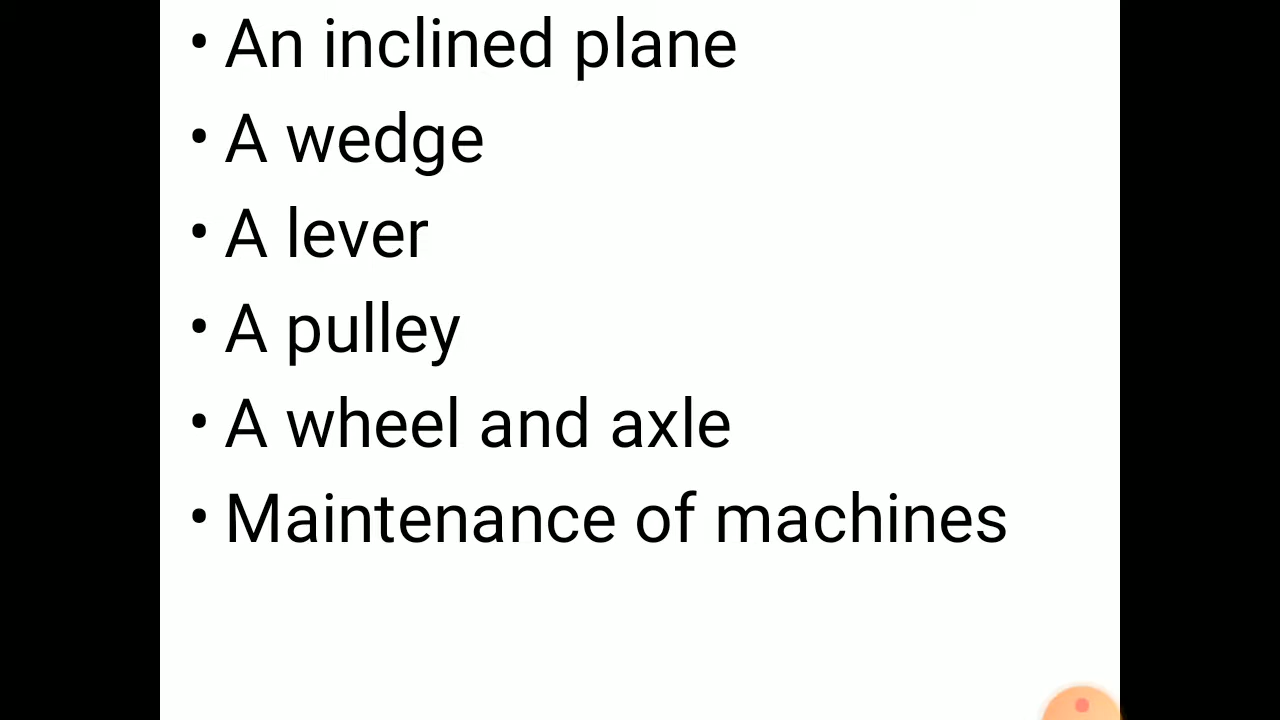 • An inclined plane
• A wedge
• A lever
• A pulley
• A wheel and axle
• Maintenance of machines